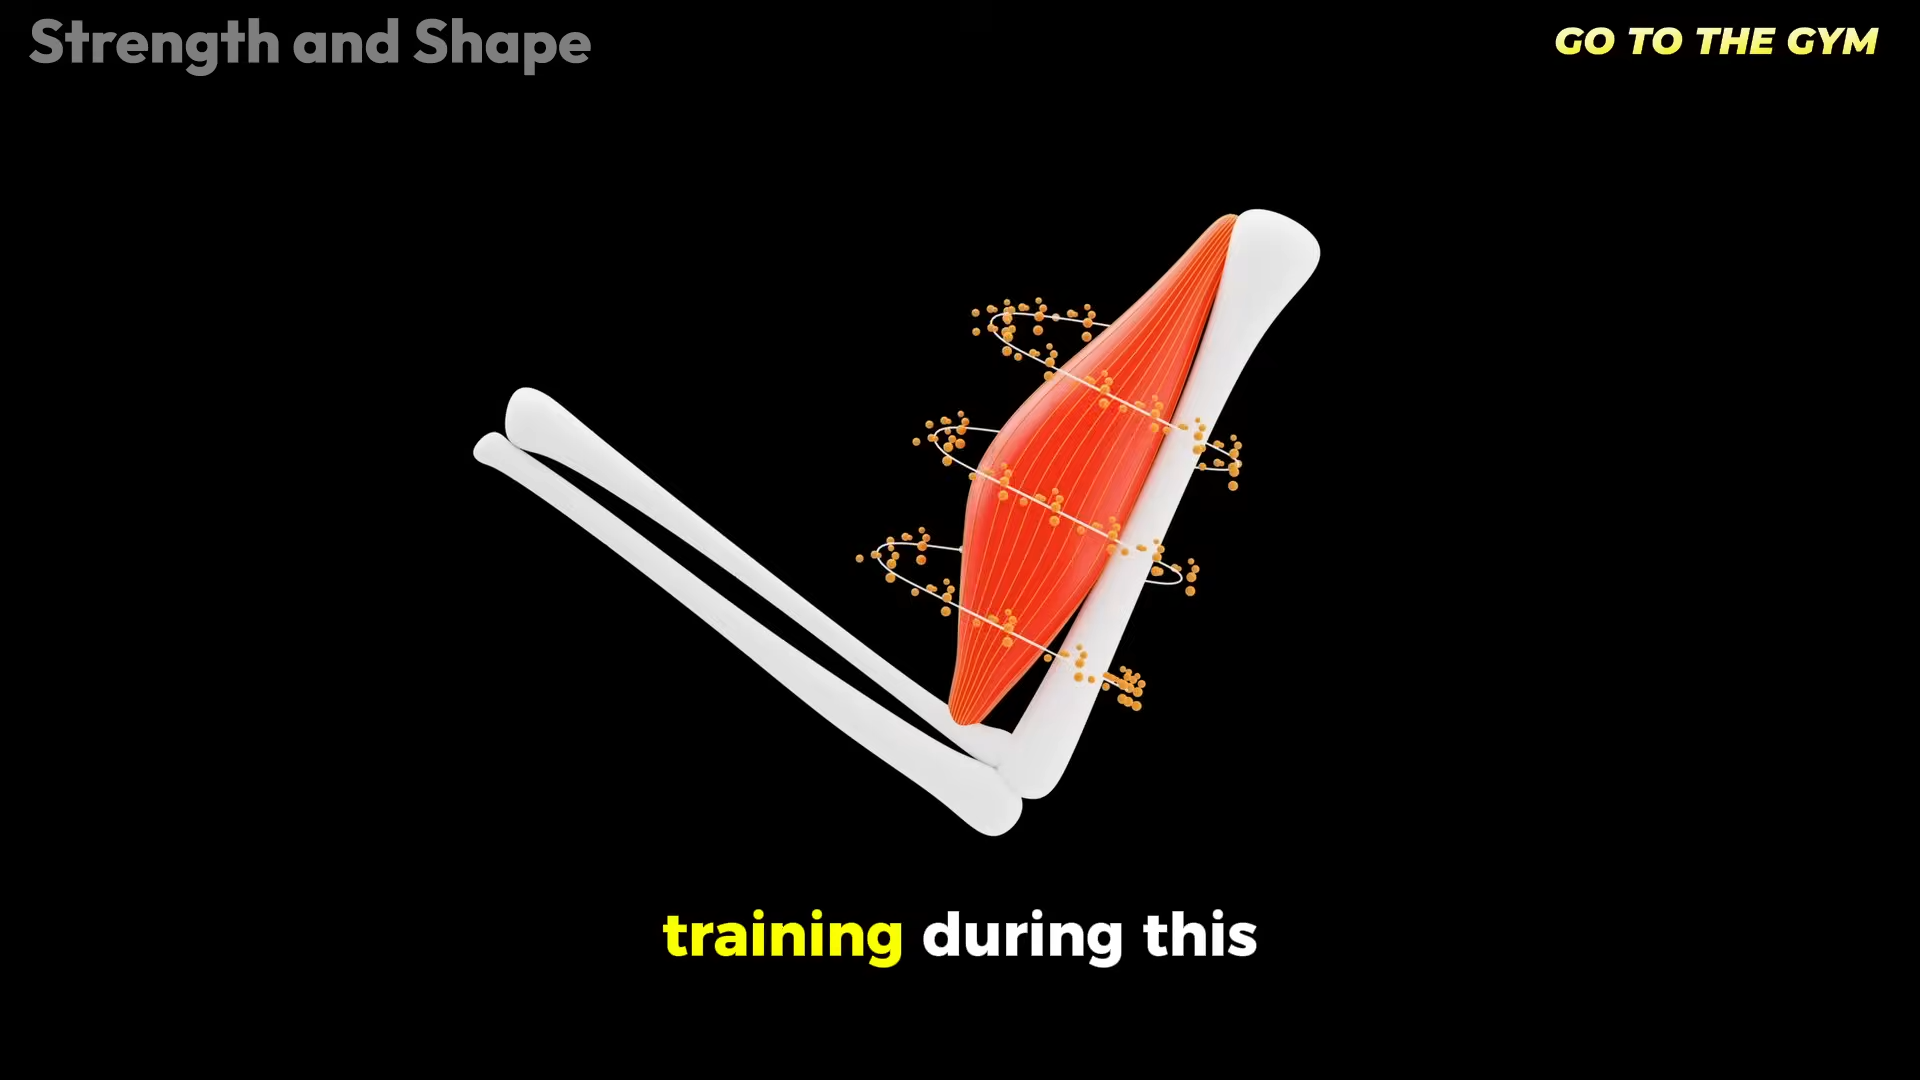 Strength and Shape
GO TO THE GYM
training during this